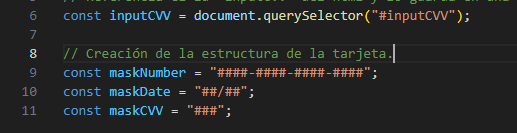 6 const inputCVV = document.querySelector("#inputCVV");
7
8 // Creación de la estructura de la tarjeta.
9 const maskNumber = "####-####-####-####";
10 const maskDate = "##/##";
11 const maskCVV = "###";